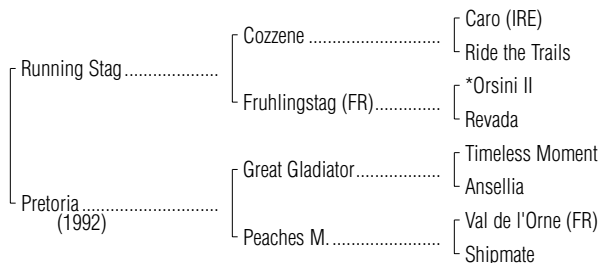 Caro (IRE)
Cozzene
Ride the Trails
Running Stag
*Orsini II
Fruhlingstag (FR)
Revada
Timeless Moment
Great Gladiator
Ansellia
Pretoria
(1992)
Val de l'Orne (FR)
Peaches M.
Shipmate